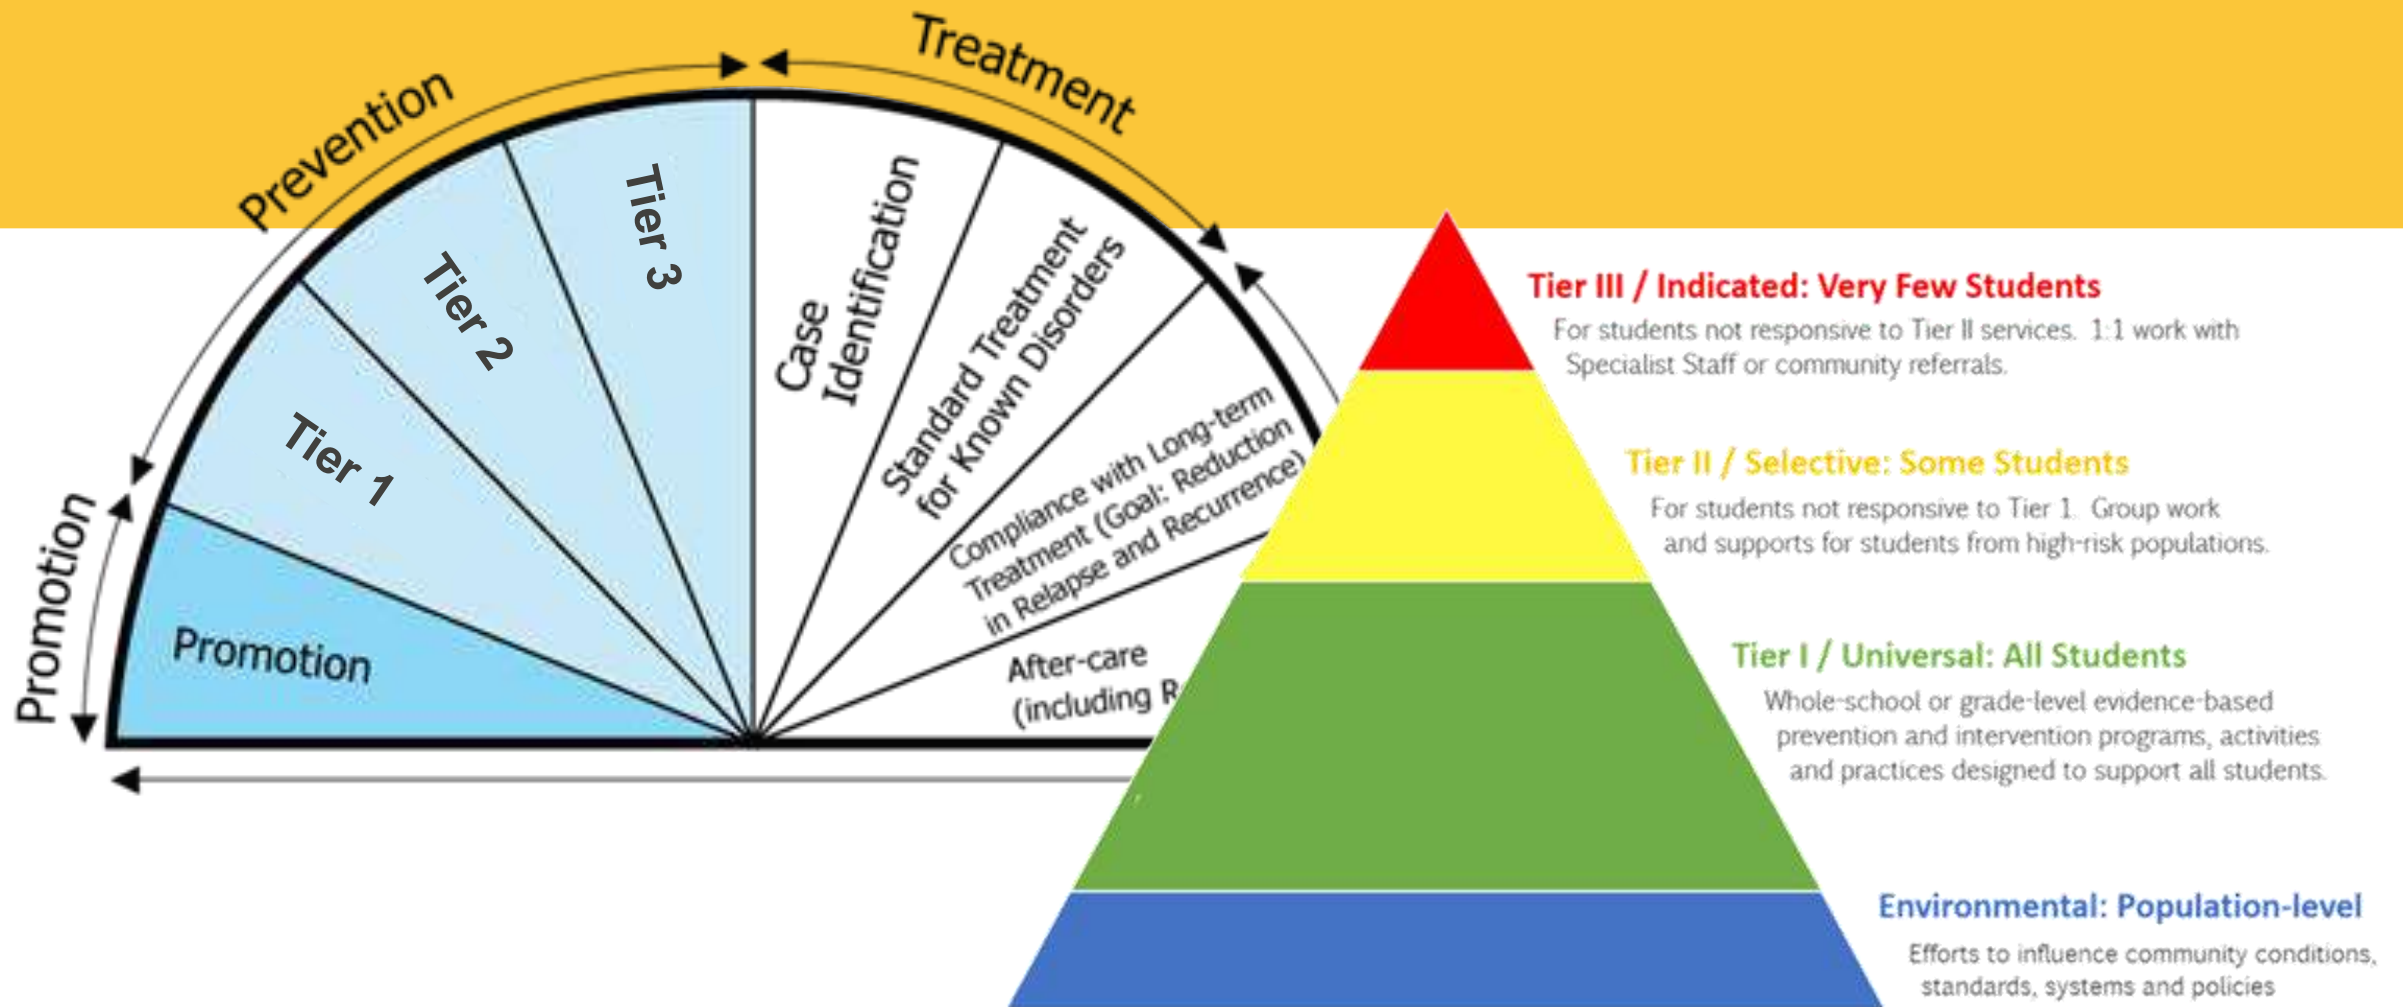 Promotion
Prevention
Treatment
Promotion
Tier 1
Tier 2
Tier 3
Case
Identification
Standard Treatment
for Known Disorders
Compliance with Long-term
Treatment (Goal: Reduction
in Relapse and Recurrence)
After-care
(including R
Tier III / Indicated: Very Few Students
For students not responsive to Tier II services. 1:1 work with
Specialist Staff or community referrals.
Tier II / Selective: Some Students
For students not responsive to Tier 1. Group work
and supports for students from high-risk populations.
Tier I / Universal: All Students
Whole-school or grade-level evidence-based
prevention and intervention programs, activities
and practices designed to support all students.
Environmental: Population-level
Efforts to influence community conditions,
standards, systems and policies